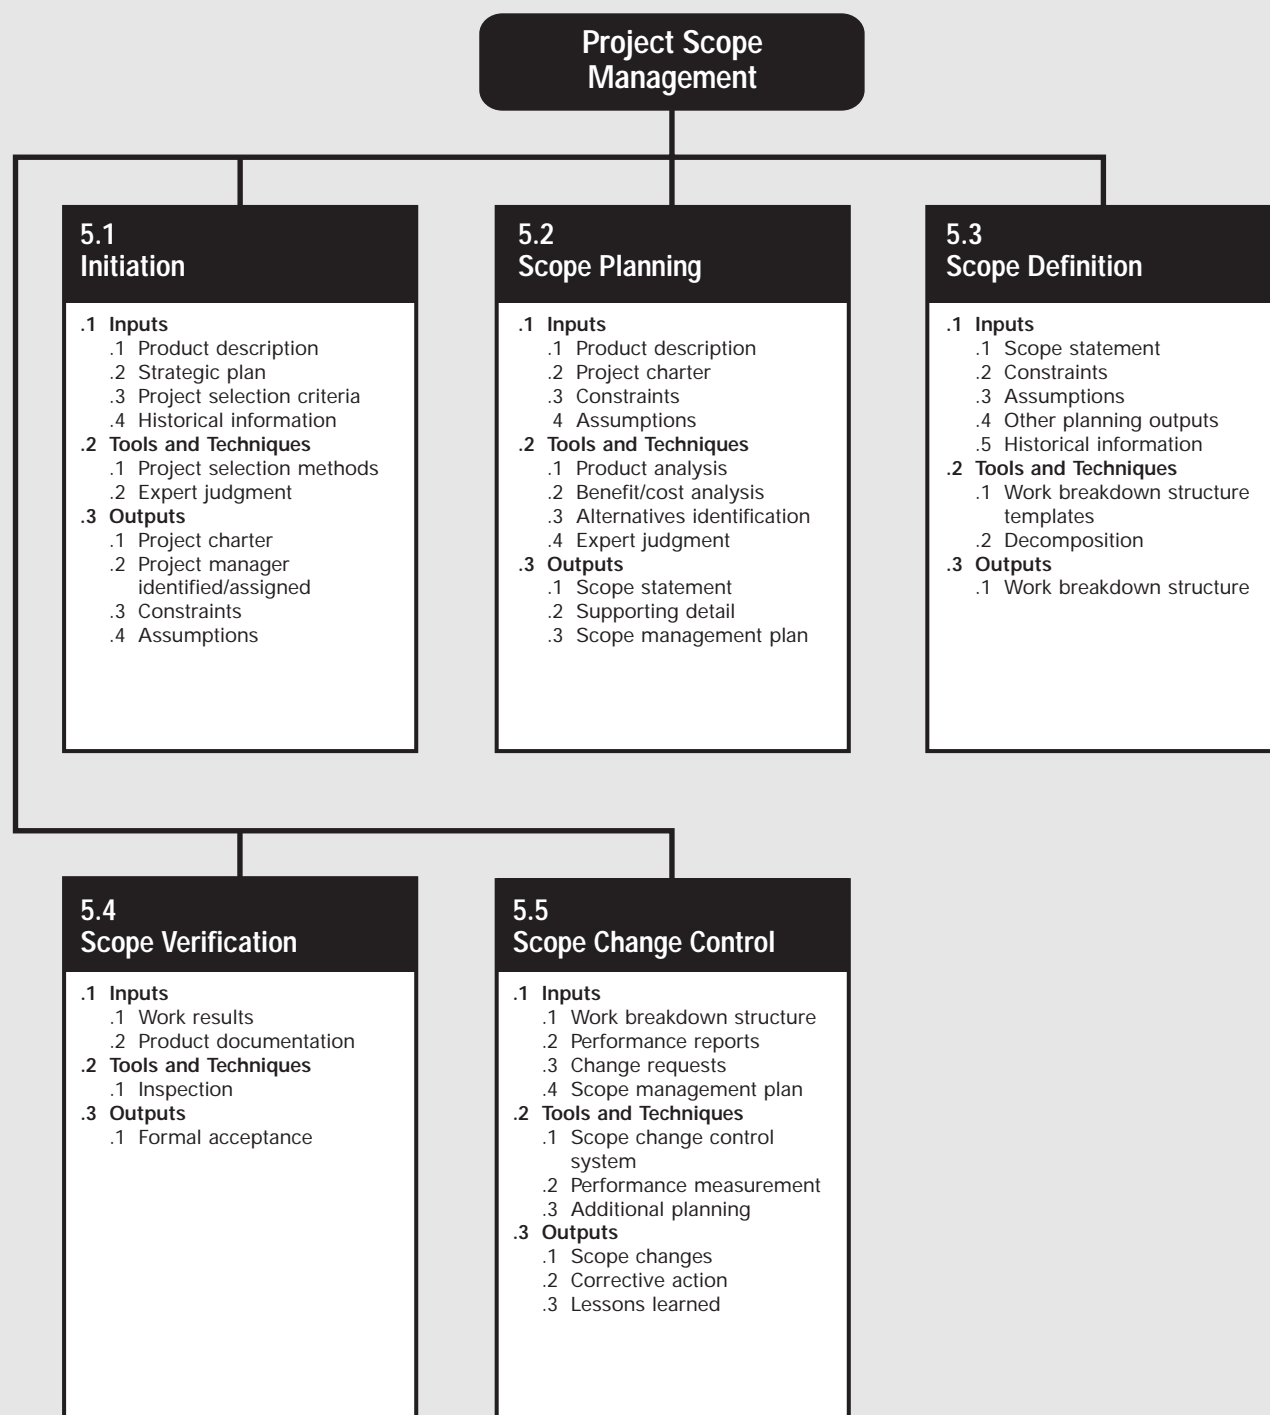 Project Scope
Management
5.1
Initiation
.1 Inputs
.1 Product description
.2 Strategic plan
.3 Project selection criteria
.4 Historical information
.2 Tools and Techniques
.1 Project selection methods
.2 Expert judgment
.3 Outputs
.1 Project charter
.2 Project manager
identified/assigned
.3 Constraints
.4 Assumptions
5.2
Scope Planning
.1 Inputs
.1 Product description
.2 Project charter
.3 Constraints
4 Assumptions
.2 Tools and Techniques
.1 Product analysis
.2 Benefit/cost analysis
.3 Alternatives identification
.4 Expert judgment
.3 Outputs
.1 Scope statement
.2 Supporting detail
.3 Scope management plan
5.3
Scope Definition
.1 Inputs
.1 Scope statement
.2 Constraints
.3 Assumptions
.4 Other planning outputs
.5 Historical information
.2 Tools and Techniques
.1 Work breakdown structure
templates
.2 Decomposition
.3 Outputs
.1 Work breakdown structure
5.4
Scope Verification
.1 Inputs
.1 Work results
.2 Product documentation
.2 Tools and Techniques
.1 Inspection
.3 Outputs
.1 Formal acceptance
5.5
Scope Change Control
.1 Inputs
.1 Work breakdown structure
.2 Performance reports
.3 Change requests
.4 Scope management plan
.2 Tools and Techniques
.1 Scope change control
system
.2 Performance measurement
.3 Additional planning
.3 Outputs
.1 Scope changes
.2 Corrective action
.3 Lessons learned